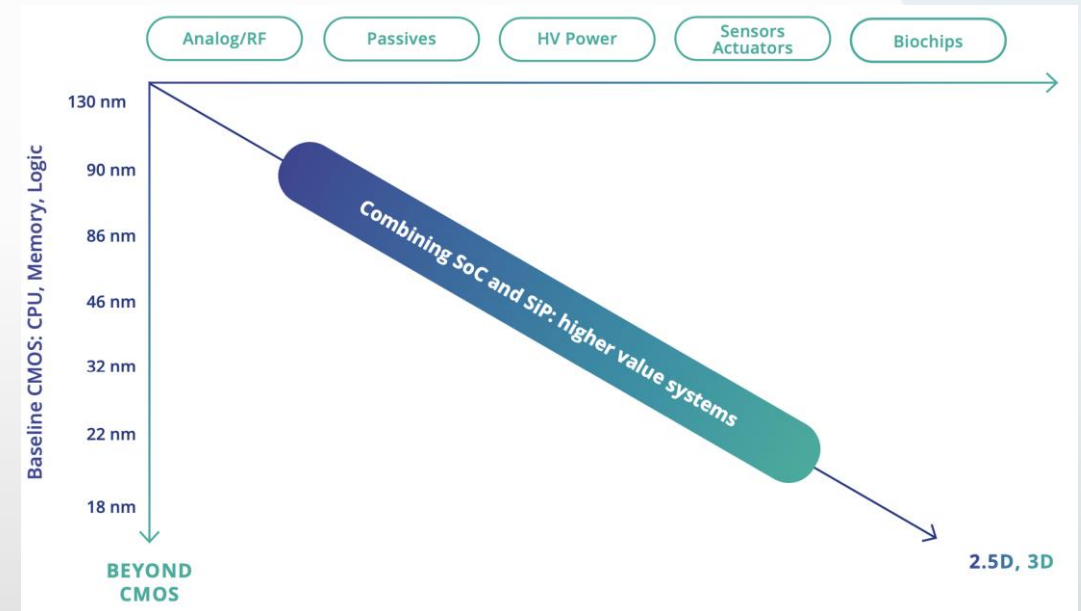 Analog/RF
Passives
HV Power
Sensors
Actuators
Biochips
Baseline CMOS: CPU, Memory, Logic
130 nm
90 nm
86 nm
46 nm
32 nm
22 nm
18 nm
Combining SoC and SiP: higher value systems
BEYOND
CMOS
2.5D, 3D